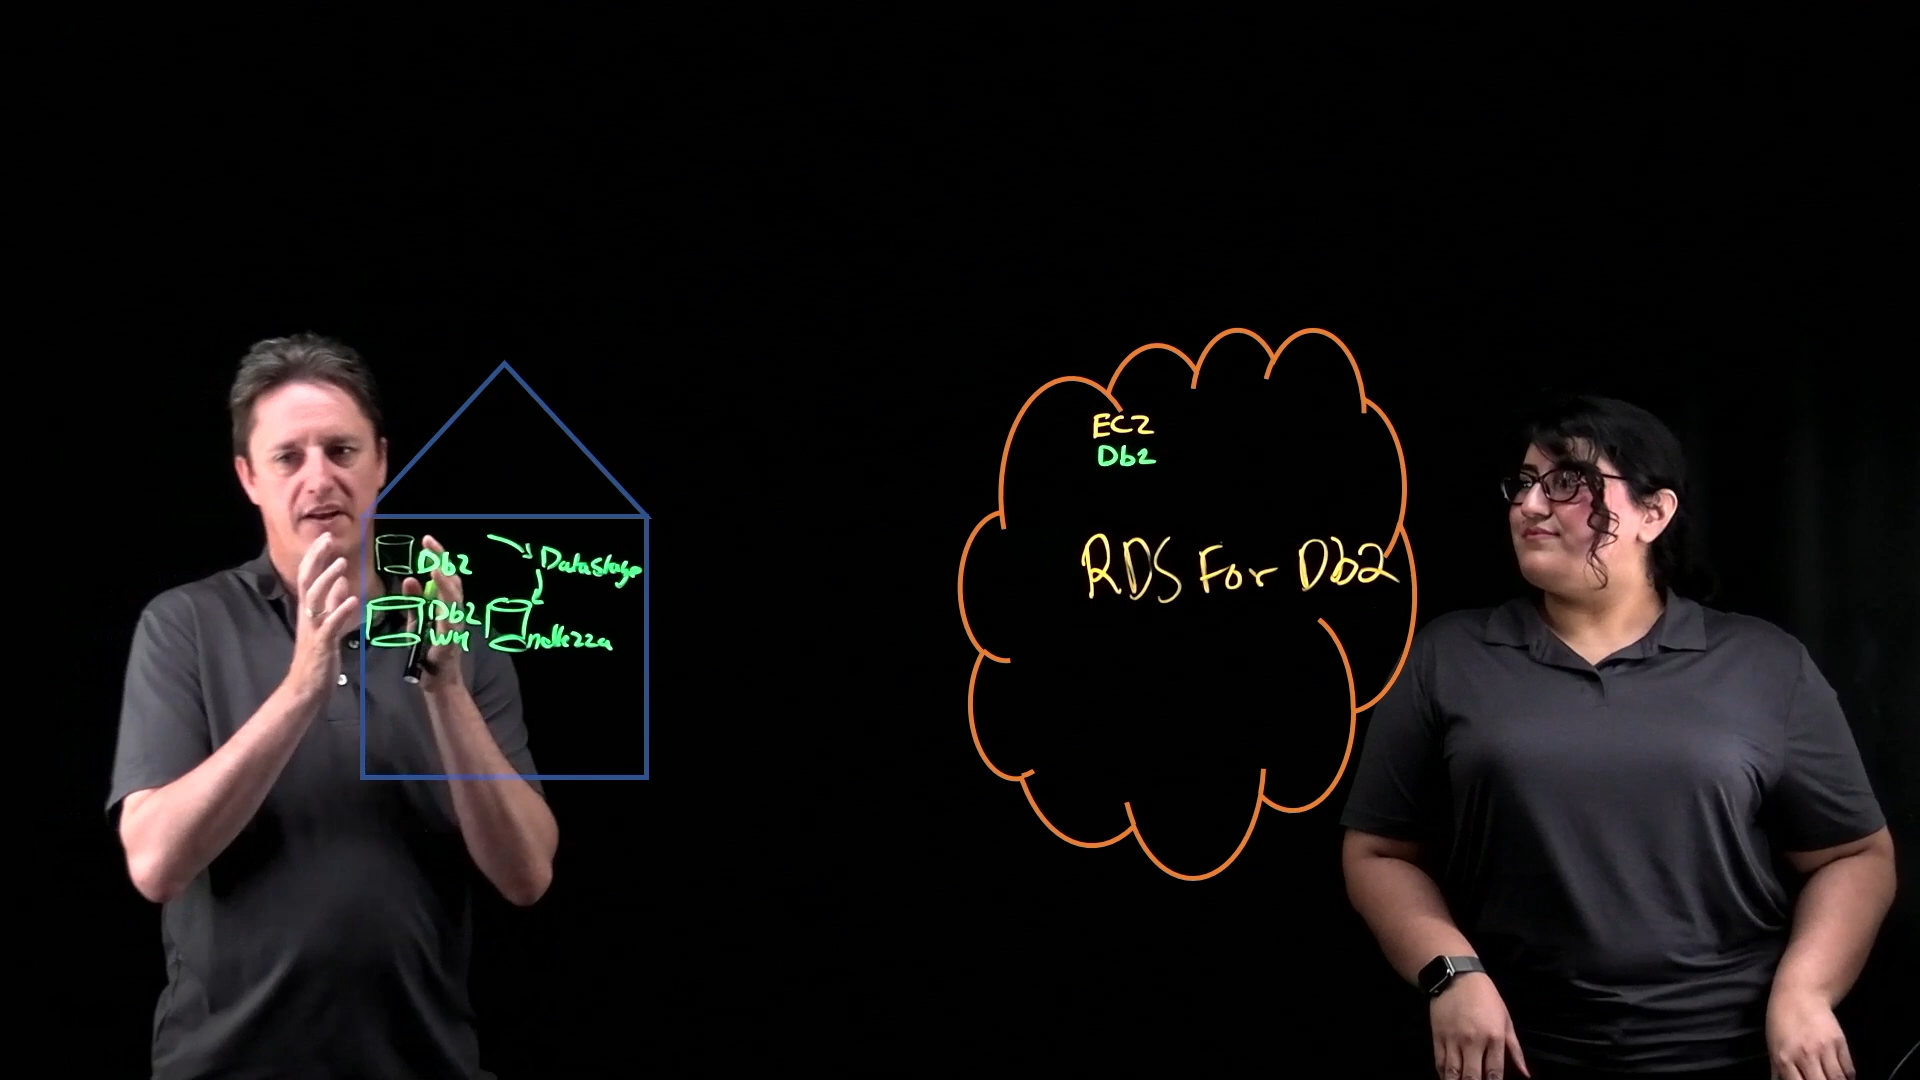 Db2
Datastage
Db2
WH
netezza
EC2
Db2
RDS For Db2